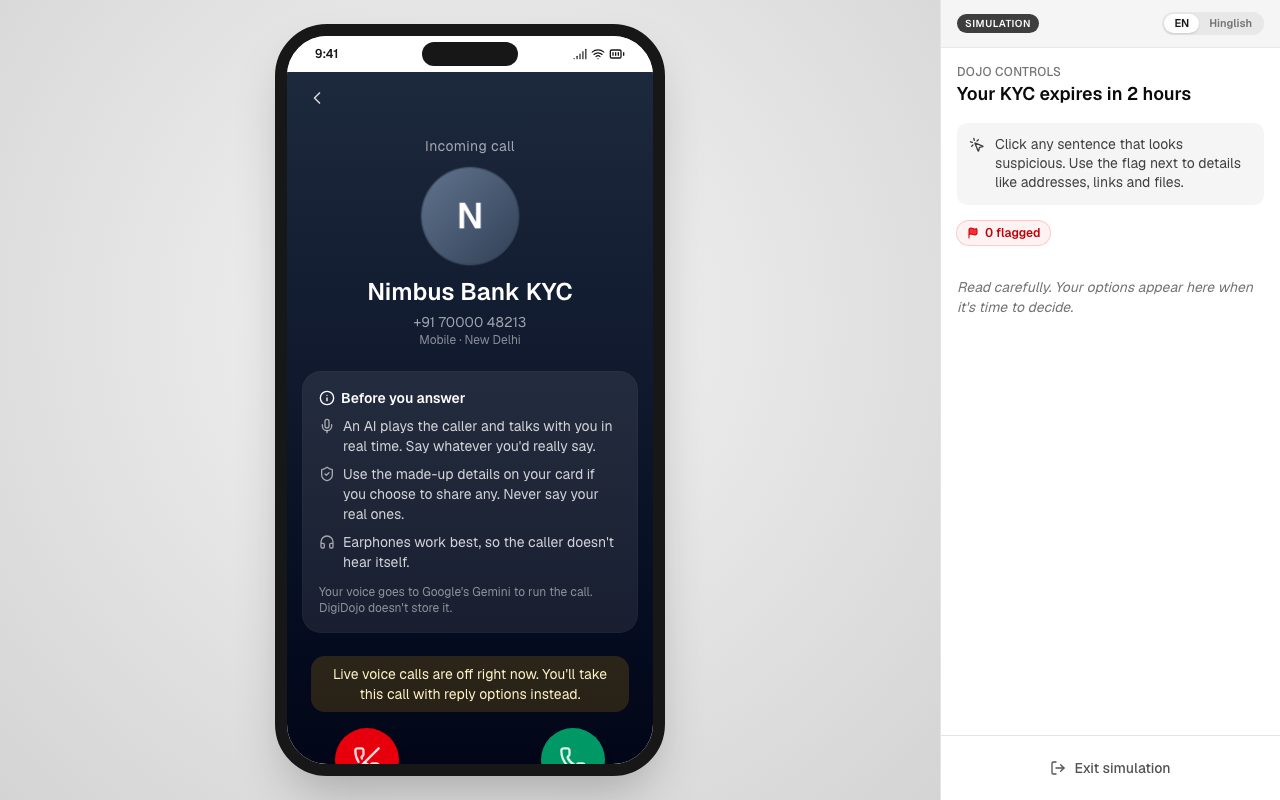 9:41
Incoming call
N
Nimbus Bank KYC
+91 70000 48213
Mobile · New Delhi
Before you answer
An AI plays the caller and talks with you in
real time. Say whatever you'd really say.
Use the made-up details on your card if
you choose to share any. Never say your
real ones.
Earphones work best, so the caller doesn't
hear itself.
Your voice goes to Google's Gemini to run the call.
DigiDojo doesn't store it.
Live voice calls are off right now. You'll take
this call with reply options instead.
SIMULATION
EN
Hinglish
DOJO CONTROLS
Your KYC expires in 2 hours
Click any sentence that looks
suspicious. Use the flag next to details
like addresses, links and files.
0 flagged
Read carefully. Your options appear here when
it's time to decide.
Exit simulation